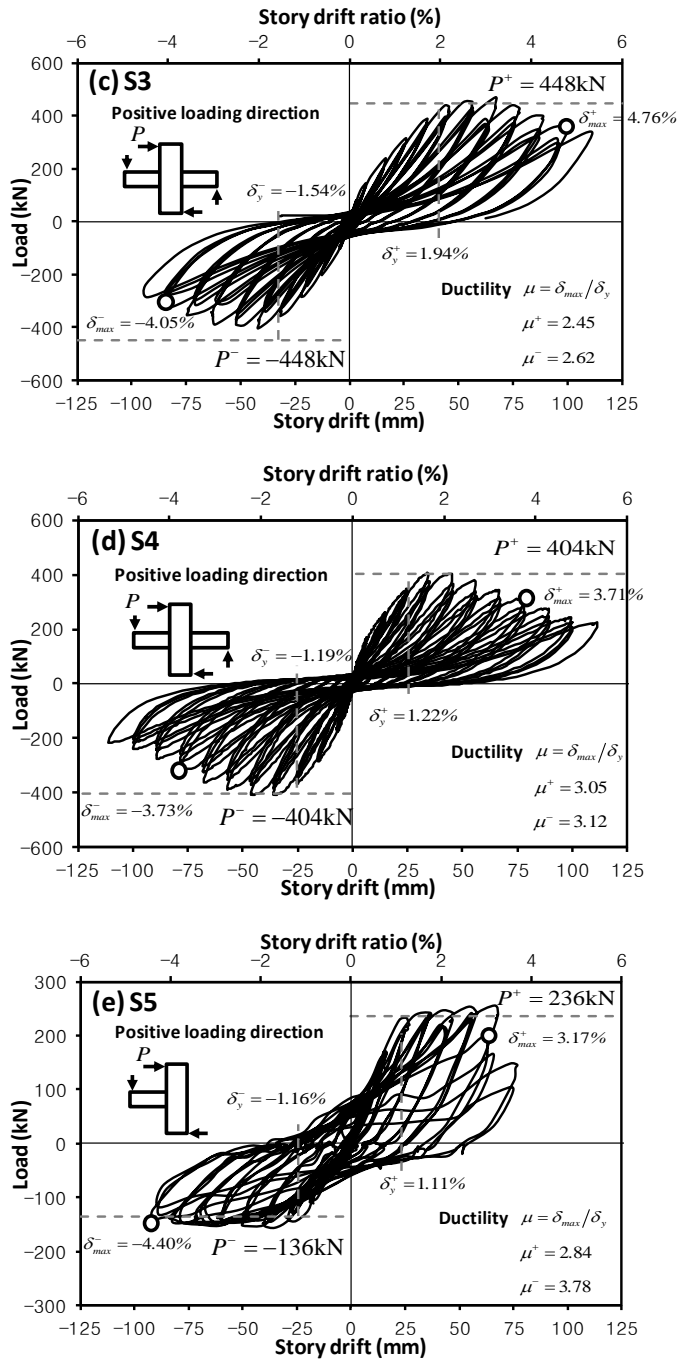 Story drift ratio (%)
−6 −4 −2 0 2 4 6
600
(c) S3
P⁺ = 448kN
Positive loading direction
400
δ⁺max = 4.76%
P
200
δ⁻y = −1.54%
0
δ⁺y = 1.94%
Load (kN)
−200
Ductility μ = δmax/δy
δ⁻max = −4.05%
μ⁺ = 2.45
−400
P⁻ = −448kN
μ⁻ = 2.62
−600
−125 −100 −75 −50 −25 0 25 50 75 100 125
Story drift (mm)
Story drift ratio (%)
−6 −4 −2 0 2 4 6
600
(d) S4
P⁺ = 404kN
Positive loading direction
400
δ⁺max = 3.71%
P
200
δ⁻y = −1.19%
0
δ⁺y = 1.22%
Load (kN)
−200
Ductility μ = δmax/δy
δ⁻max = −3.73%
μ⁺ = 3.05
−400
P⁻ = −404kN
μ⁻ = 3.12
−600
−125 −100 −75 −50 −25 0 25 50 75 100 125
Story drift (mm)
Story drift ratio (%)
−6 −4 −2 0 2 4 6
300
(e) S5
P⁺ = 236kN
Positive loading direction
200
δ⁺max = 3.17%
P
100
δ⁻y = −1.16%
0
δ⁺y = 1.11%
Load (kN)
−100
Ductility μ = δmax/δy
δ⁻max = −4.40%
P⁻ = −136kN
μ⁺ = 2.84
−200
μ⁻ = 3.78
−300
−125 −100 −75 −50 −25 0 25 50 75 100 125
Story drift (mm)